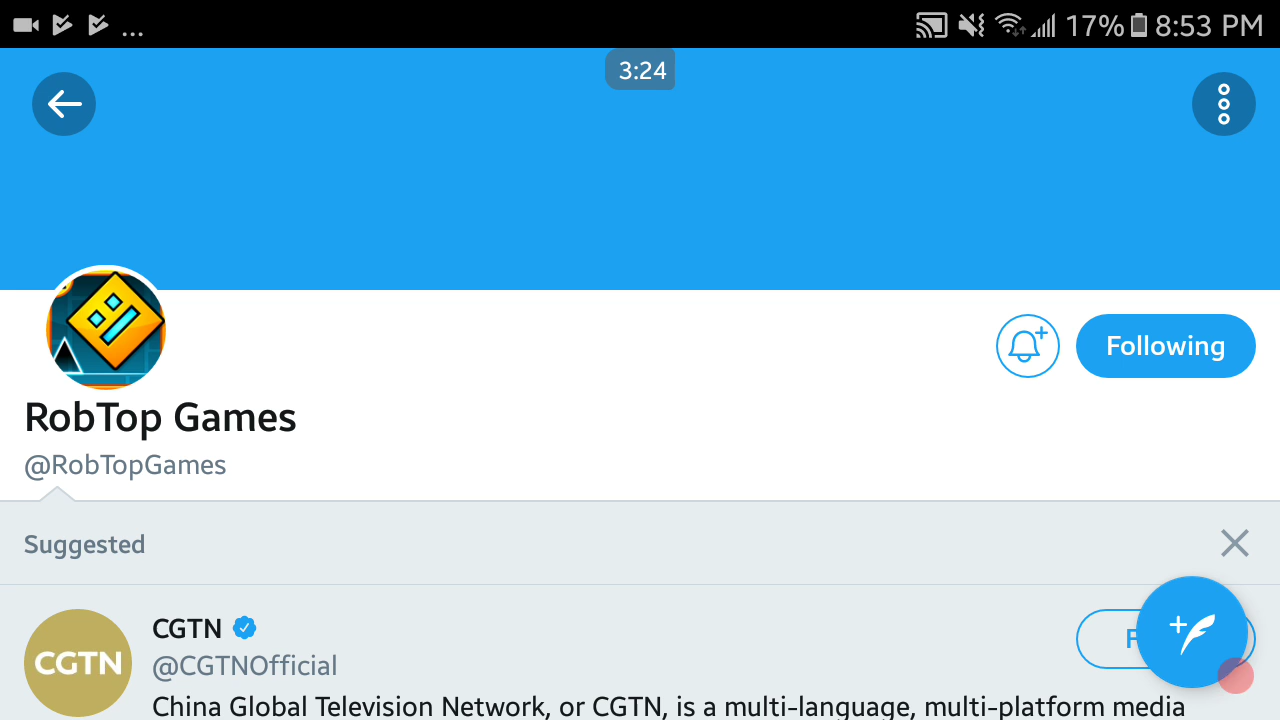 ... 17% 8:53 PM
3:24
Following
RobTop Games
@RobTopGames
Suggested
CGTN
CGTN
@CGTNOfficial
China Global Television Network, or CGTN, is a multi-language, multi-platform media